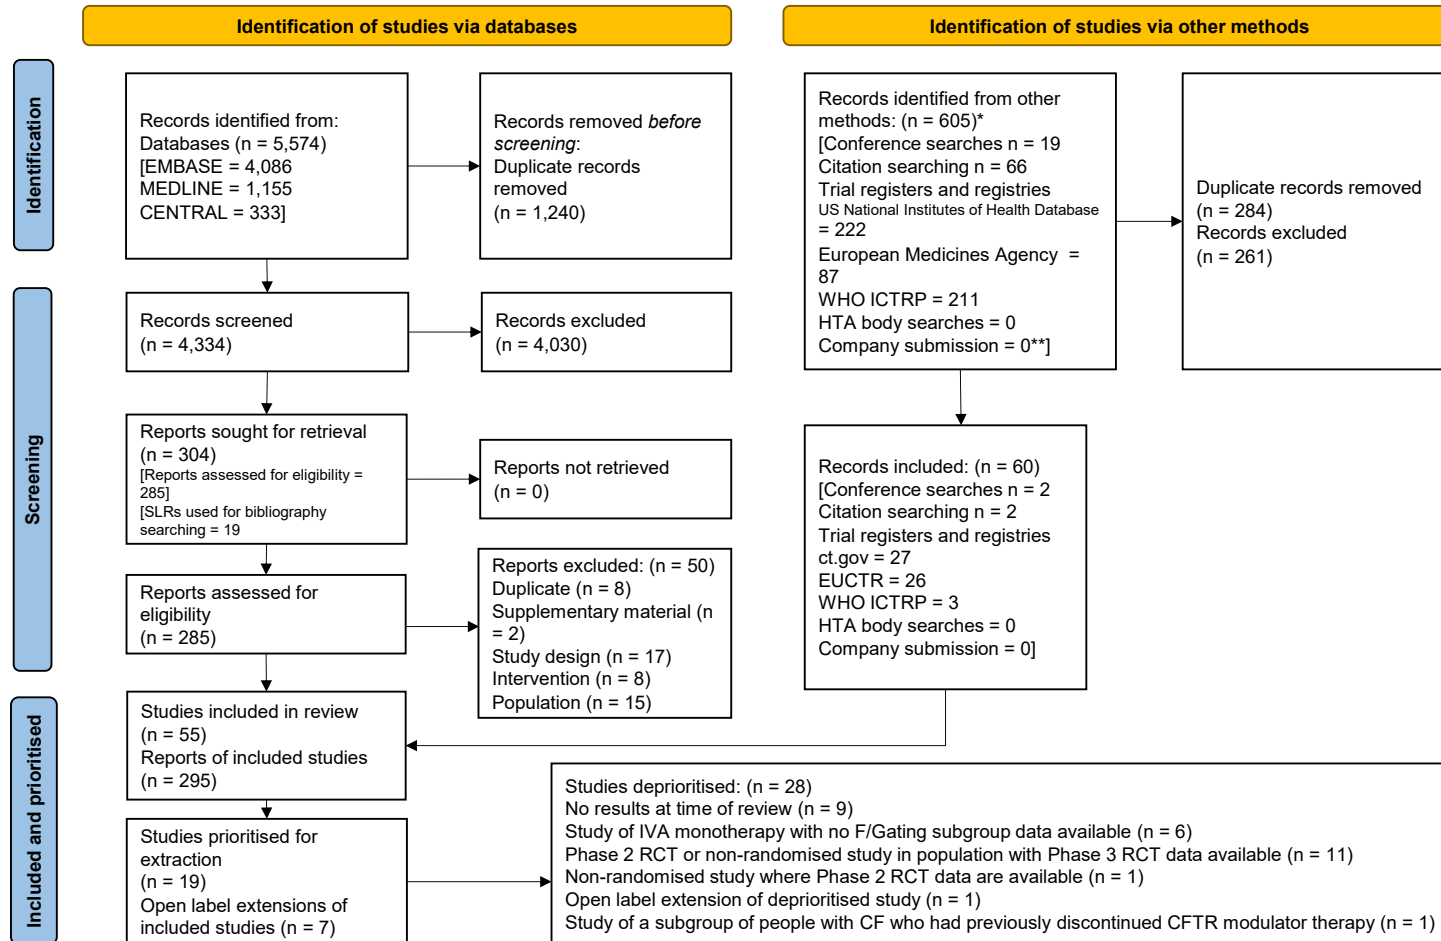 Identification of studies via databases
Identification of studies via other methods
Identification
Records identified from:
Databases (n = 5,574)
[EMBASE = 4,086
MEDLINE = 1,155
CENTRAL = 333]
Records removed before
screening:
Duplicate records
removed
(n = 1,240)
Records identified from other
methods: (n = 605)*
[Conference searches n = 19
Citation searching n = 66
Trial registers and registries
US National Institutes of Health Database
= 222
European Medicines Agency =
87
WHO ICTRP = 211
HTA body searches = 0
Company submission = 0**]
Duplicate records removed
(n = 284)
Records excluded
(n = 261)
Screening
Records screened
(n = 4,334)
Records excluded
(n = 4,030)
Reports sought for retrieval
(n = 304)
[Reports assessed for eligibility =
285]
[SLRs used for bibliography
searching = 19
Reports not retrieved
(n = 0)
Records included: (n = 60)
[Conference searches n = 2
Citation searching n = 2
Trial registers and registries
ct.gov = 27
EUCTR = 26
WHO ICTRP = 3
HTA body searches = 0
Company submission = 0]
Reports assessed for
eligibility
(n = 285)
Reports excluded: (n = 50)
Duplicate (n = 8)
Supplementary material (n
= 2)
Study design (n = 17)
Intervention (n = 8)
Population (n = 15)
Included and prioritised
Studies included in review
(n = 55)
Reports of included studies
(n = 295)
Studies prioritised for
extraction
(n = 19)
Open label extensions of
included studies (n = 7)
Studies deprioritised: (n = 28)
No results at time of review (n = 9)
Study of IVA monotherapy with no F/Gating subgroup data available (n = 6)
Phase 2 RCT or non-randomised study in population with Phase 3 RCT data available (n = 11)
Non-randomised study where Phase 2 RCT data are available (n = 1)
Open label extension of deprioritised study (n = 1)
Study of a subgroup of people with CF who had previously discontinued CFTR modulator therapy (n = 1)